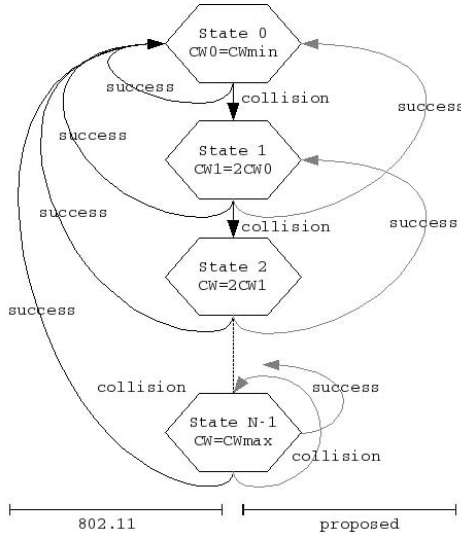 State 0
CW0=CWmin
success
collision
success
success
State 1
CW1=2CW0
collision
success
success
State 2
CW=2CW1
success
collision
success
State N-1
CW=CWmax
collision
802.11
proposed